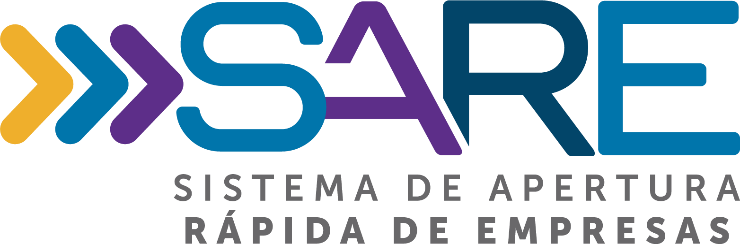 SARE
SISTEMA DE APERTURA
RÁPIDA DE EMPRESAS